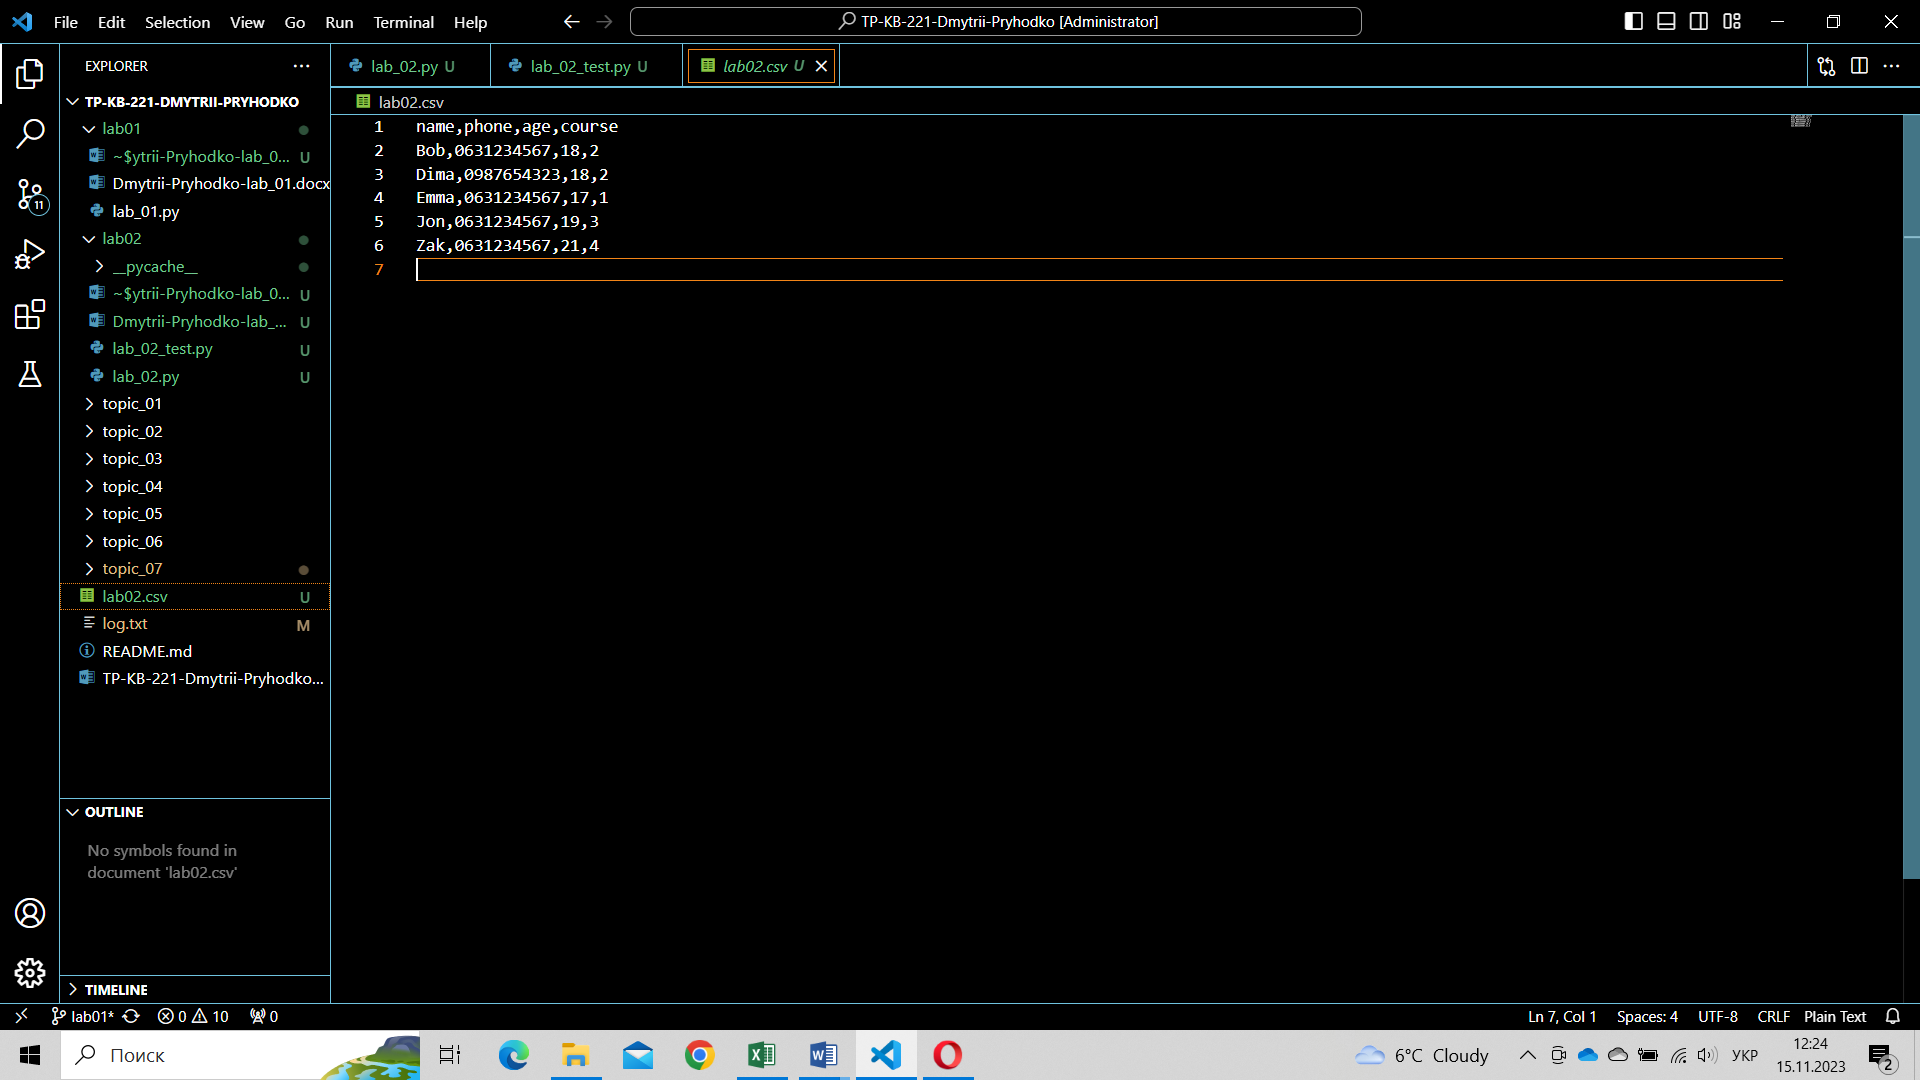 File Edit Selection View Go Run Terminal Help
TP-KB-221-Dmytrii-Pryhodko [Administrator]
EXPLORER
TP-KB-221-DMYTRII-PRYHODKO
lab01
~$ytrii-Pryhodko-lab_0... U
Dmytrii-Pryhodko-lab_01.docx
lab_01.py
lab02
__pycache__
~$ytrii-Pryhodko-lab_0... U
Dmytrii-Pryhodko-lab_... U
lab_02_test.py U
lab_02.py U
topic_01
topic_02
topic_03
topic_04
topic_05
topic_06
topic_07
lab02.csv U
log.txt M
README.md
TP-KB-221-Dmytrii-Pryhodko...
11
OUTLINE
No symbols found in
document 'lab02.csv'
TIMELINE
lab_02.py U
lab_02_test.py U
lab02.csv U
lab02.csv
1 name,phone,age,course
2 Bob,0631234567,18,2
3 Dima,0987654323,18,2
4 Emma,0631234567,17,1
5 Jon,0631234567,19,3
6 Zak,0631234567,21,4
7
lab01* 0 10 0
Ln 7, Col 1 Spaces: 4 UTF-8 CRLF Plain Text
Поиск
6°C Cloudy
УКР
12:24
15.11.2023
2